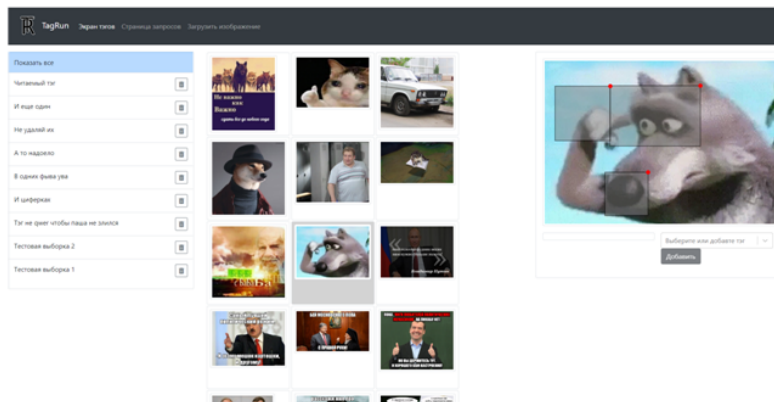 TagRun Экран тэгов Страница запросов Загрузить изображение
Показать все
Читаемый тэг
И еще один
Не удаляй их
А то надоело
В одних фыва ува
И циферках
Тэг не qwer чтобы паша не злился
Тестовая выборка 2
Тестовая выборка 1
Не важно
как
Важно
Выберите или добавте тэг
Добавить